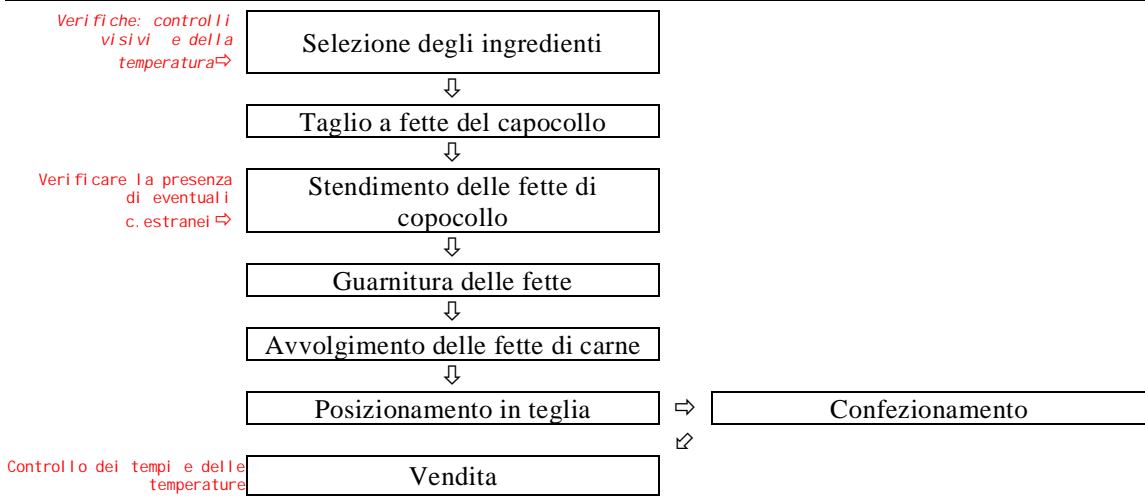 Verifiche: controlli
visivi e della
temperatura⇨
Selezione degli ingredienti
⇩
Taglio a fette del capocollo
⇩
Verificare la presenza
di eventuali
c. estranei ⇨
Stendimento delle fette di
copocollo
⇩
Guarnitura delle fette
⇩
Avvolgimento delle fette di carne
⇩
Posizionamento in teglia ⇨ Confezionamento
⬃
Controllo dei tempi e delle
temperature
Vendita